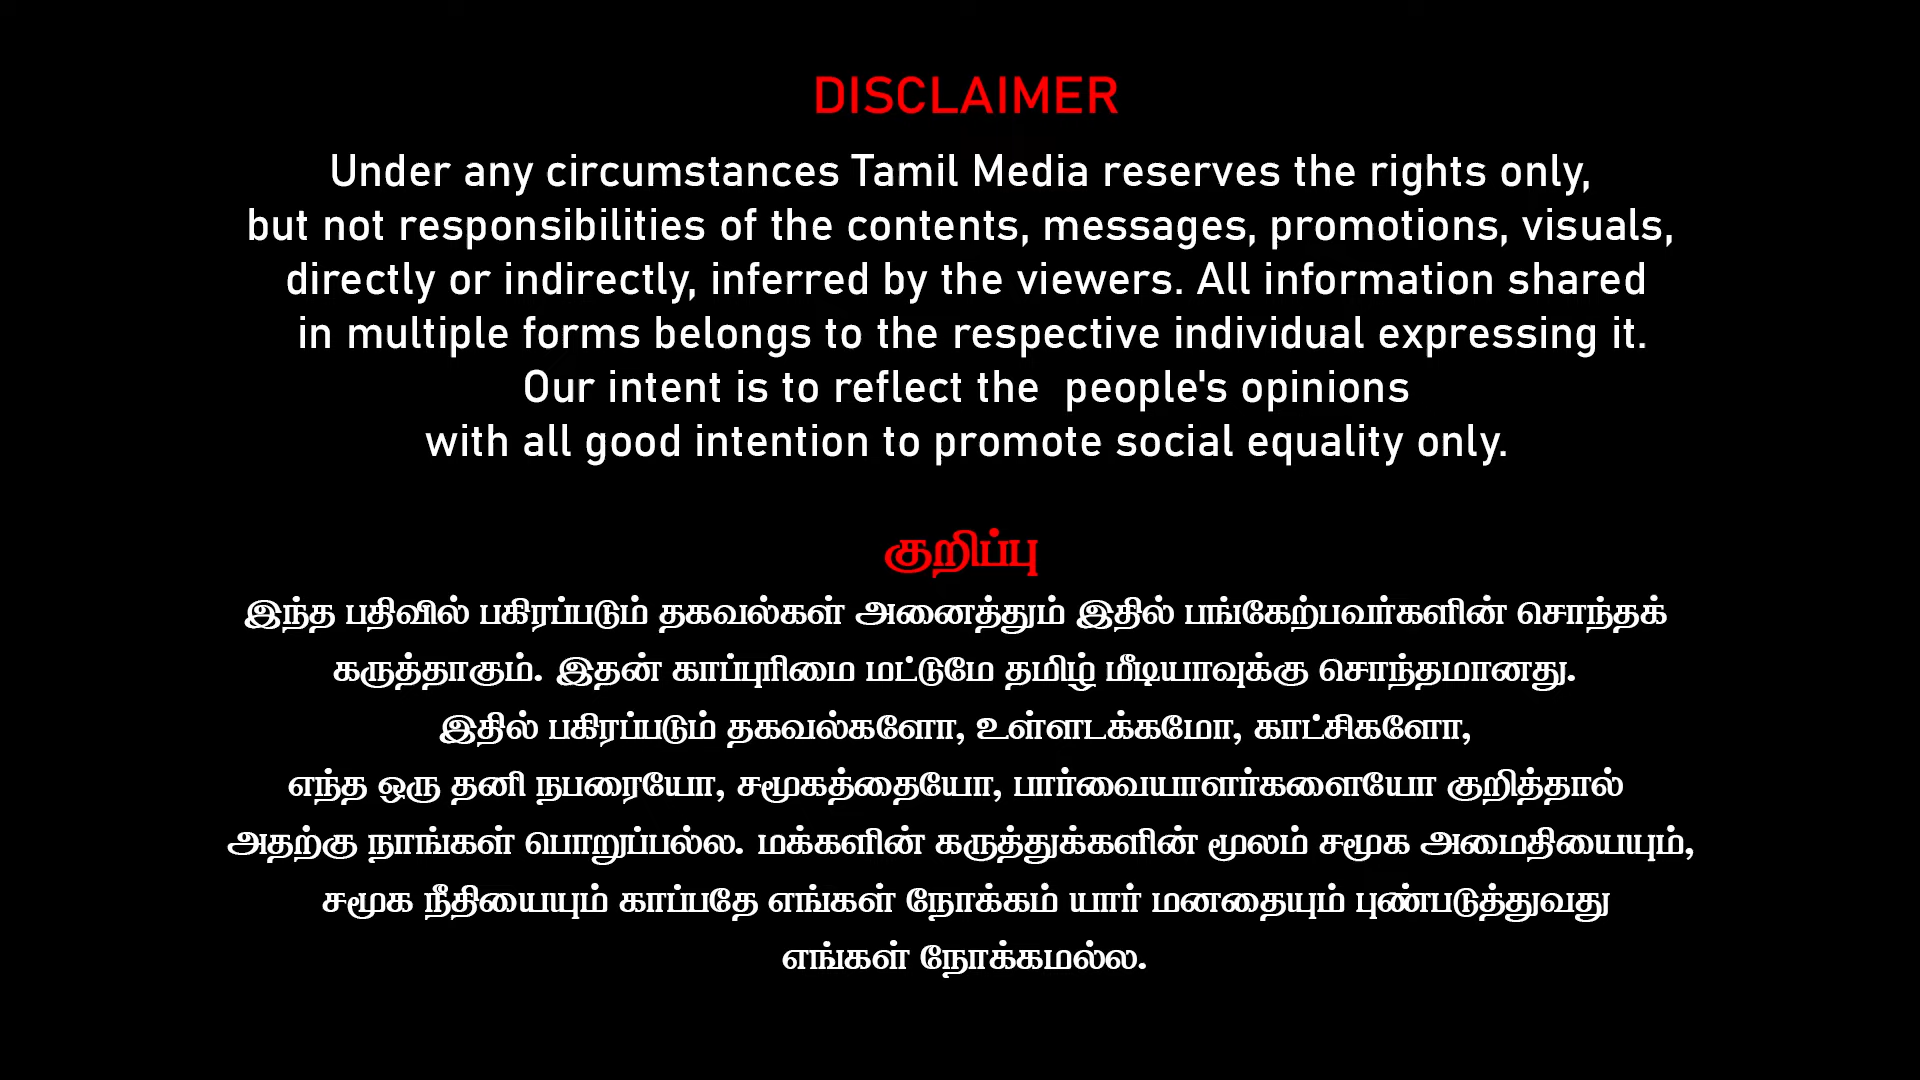 DISCLAIMER
Under any circumstances Tamil Media reserves the rights only,
but not responsibilities of the contents, messages, promotions, visuals,
directly or indirectly, inferred by the viewers. All information shared
in multiple forms belongs to the respective individual expressing it.
Our intent is to reflect the people's opinions
with all good intention to promote social equality only.
குறிப்பு
இந்த பதிவில் பகிரப்படும் தகவல்கள் அனைத்தும் இதில் பங்கேற்பவர்களின் சொந்தக்
கருத்தாகும். இதன் காப்புரிமை மட்டுமே தமிழ் மீடியாவுக்கு சொந்தமானது.
இதில் பகிரப்படும் தகவல்களோ, உள்ளடக்கமோ, காட்சிகளோ,
எந்த ஒரு தனி நபரையோ, சமூகத்தையோ, பார்வையாளர்களையோ குறித்தால்
அதற்கு நாங்கள் பொறுப்பல்ல. மக்களின் கருத்துக்களின் மூலம் சமூக அமைதியையும்,
சமூக நீதியையும் காப்பதே எங்கள் நோக்கம் யார் மனதையும் புண்படுத்துவது
எங்கள் நோக்கமல்ல.